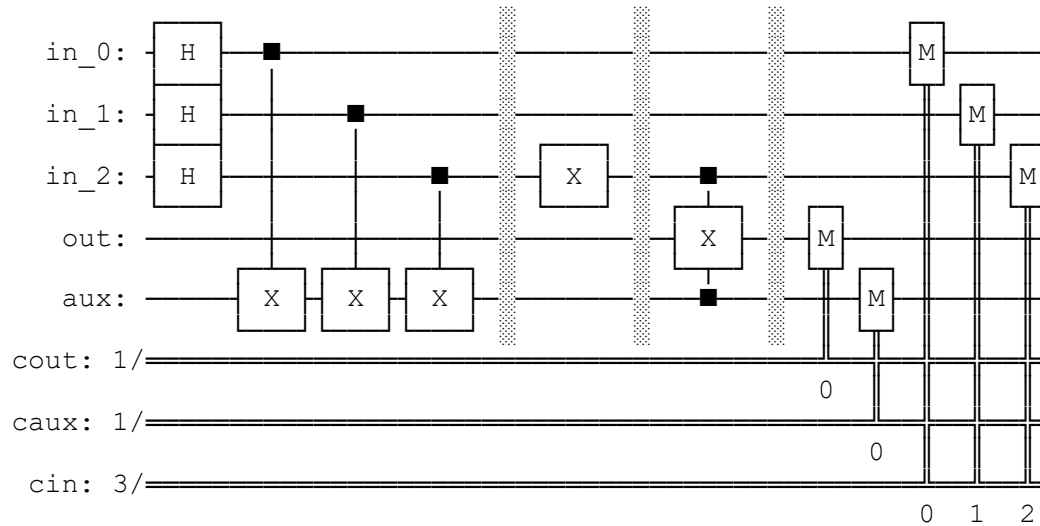 in_0: H M
in_1: H M
in_2: H X M
out: X M
aux: X X X M
cout: 1/
0
caux: 1/
0
cin: 3/
0 1 2